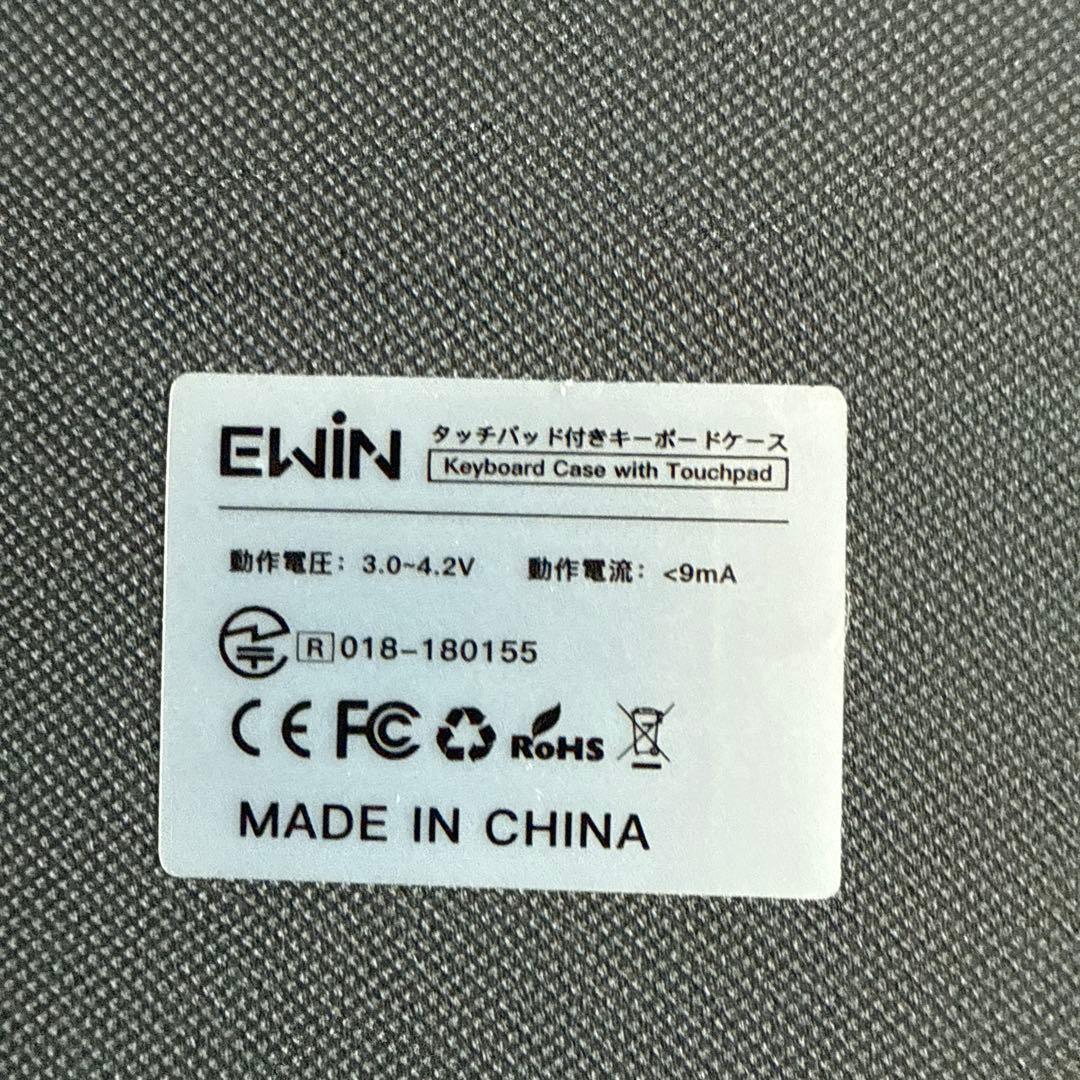 EWiN タッチパッド付きキーボードケース
Keyboard Case with Touchpad
動作電圧：3.0~4.2V 動作電流：<9mA
R 018-180155
CE FC RoHS
MADE IN CHINA